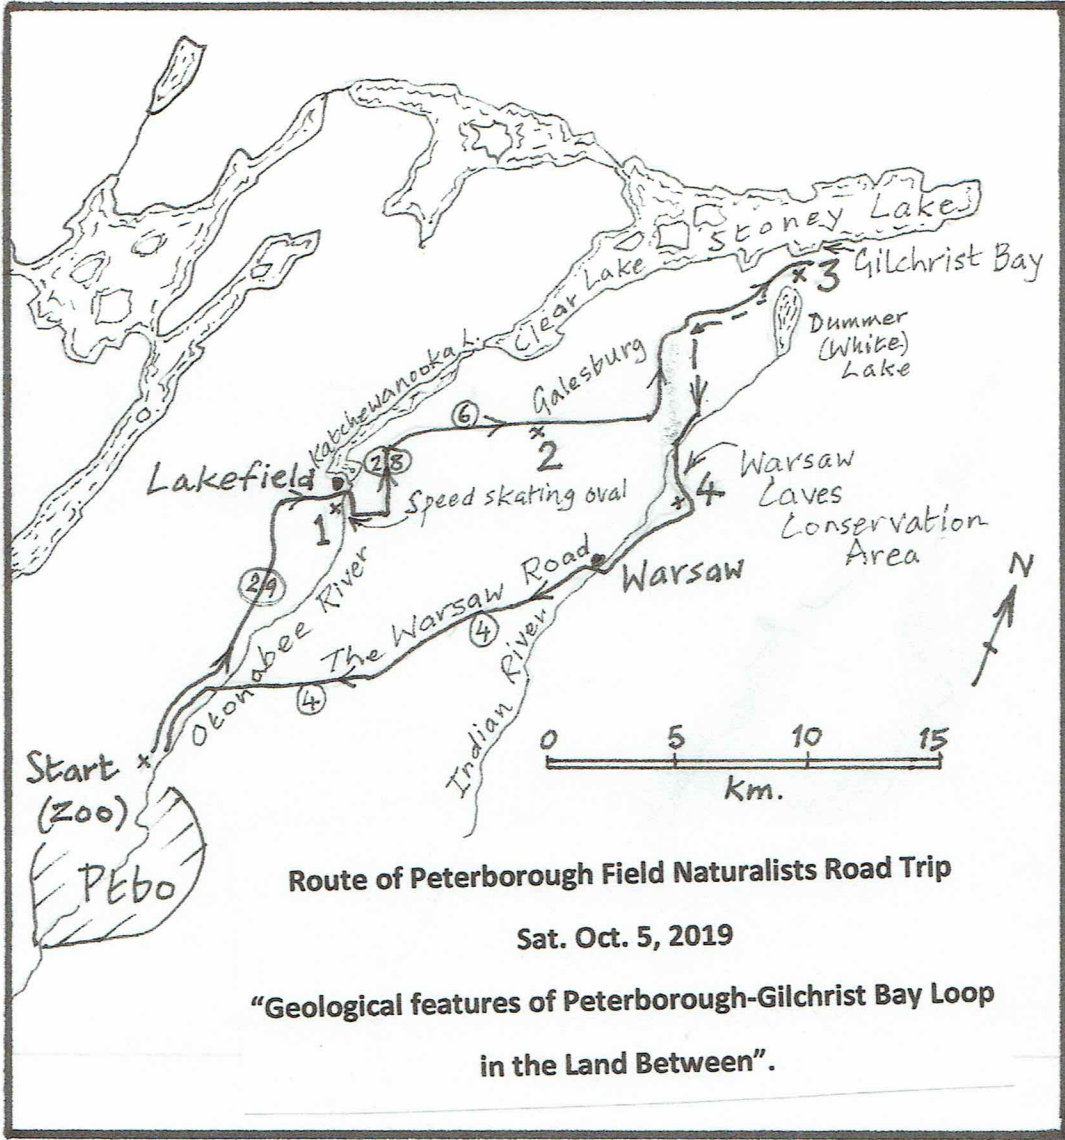 Stoney Lake
Clear Lake
Gilchrist Bay
3
Dummer
(White)
Lake
Katchewanooka L.
Galesburg
6
2
28
Lakefield
Speed skating oval
1
Warsaw
Caves
Conservation
Area
4
29
Otonabee River
The Warsaw Road
Warsaw
4
4
Indian River
N
Start
(Zoo)
PEbo
0 5 10 15
Km.
Route of Peterborough Field Naturalists Road Trip
Sat. Oct. 5, 2019
“Geological features of Peterborough-Gilchrist Bay Loop
in the Land Between”.